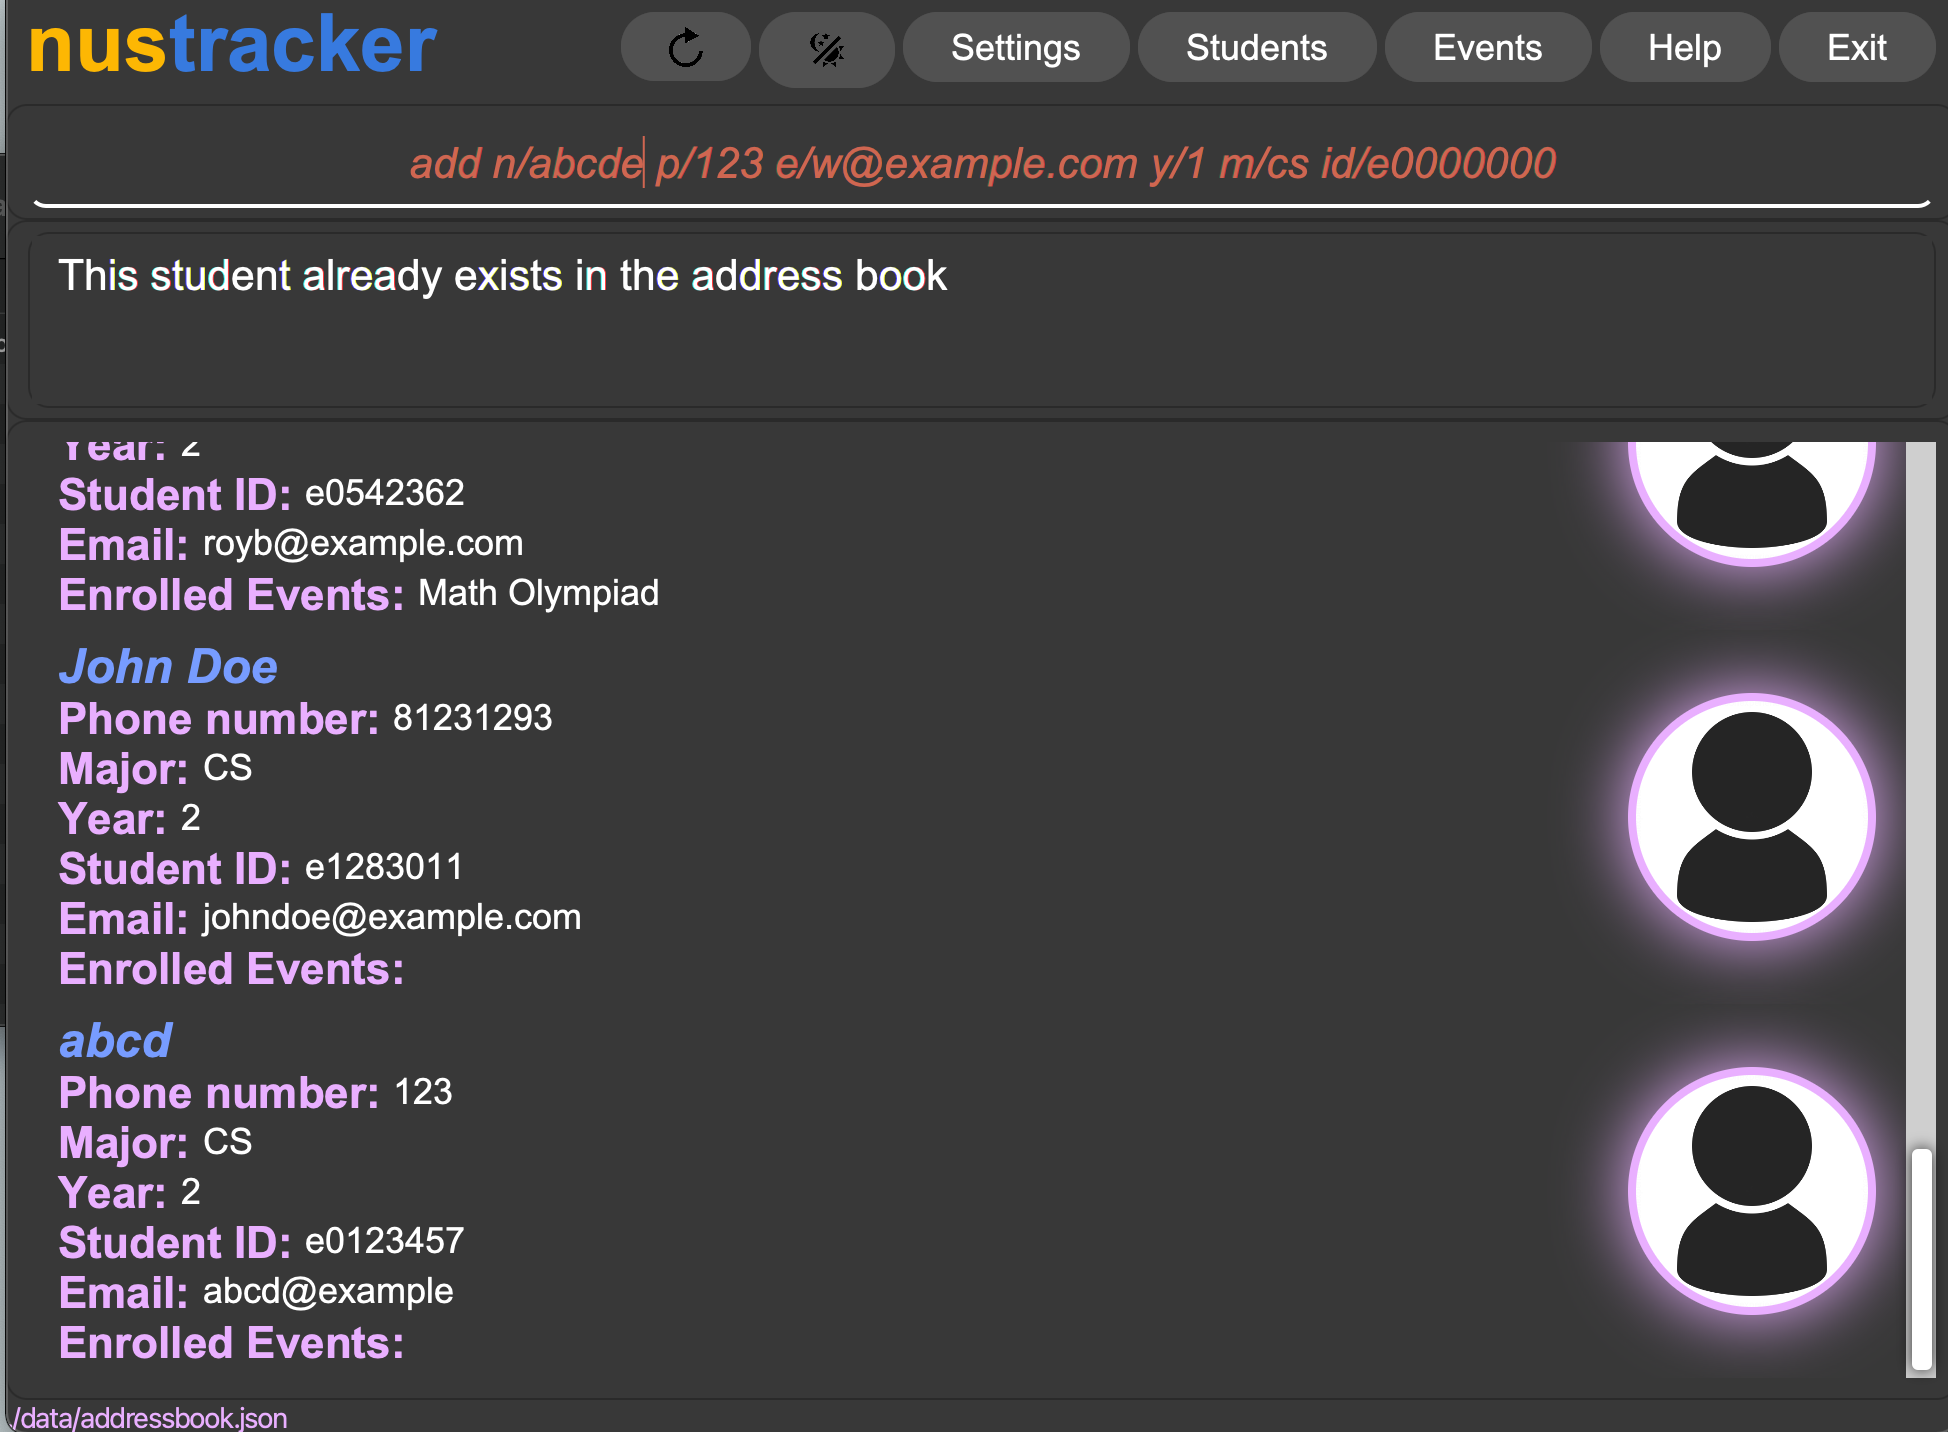 nustracker
Settings Students Events Help Exit
add n/abcde p/123 e/w@example.com y/1 m/cs id/e0000000
This student already exists in the address book
Year: 2
Student ID: e0542362
Email: royb@example.com
Enrolled Events: Math Olympiad
John Doe
Phone number: 81231293
Major: CS
Year: 2
Student ID: e1283011
Email: johndoe@example.com
Enrolled Events:
abcd
Phone number: 123
Major: CS
Year: 2
Student ID: e0123457
Email: abcd@example
Enrolled Events:
/data/addressbook.json